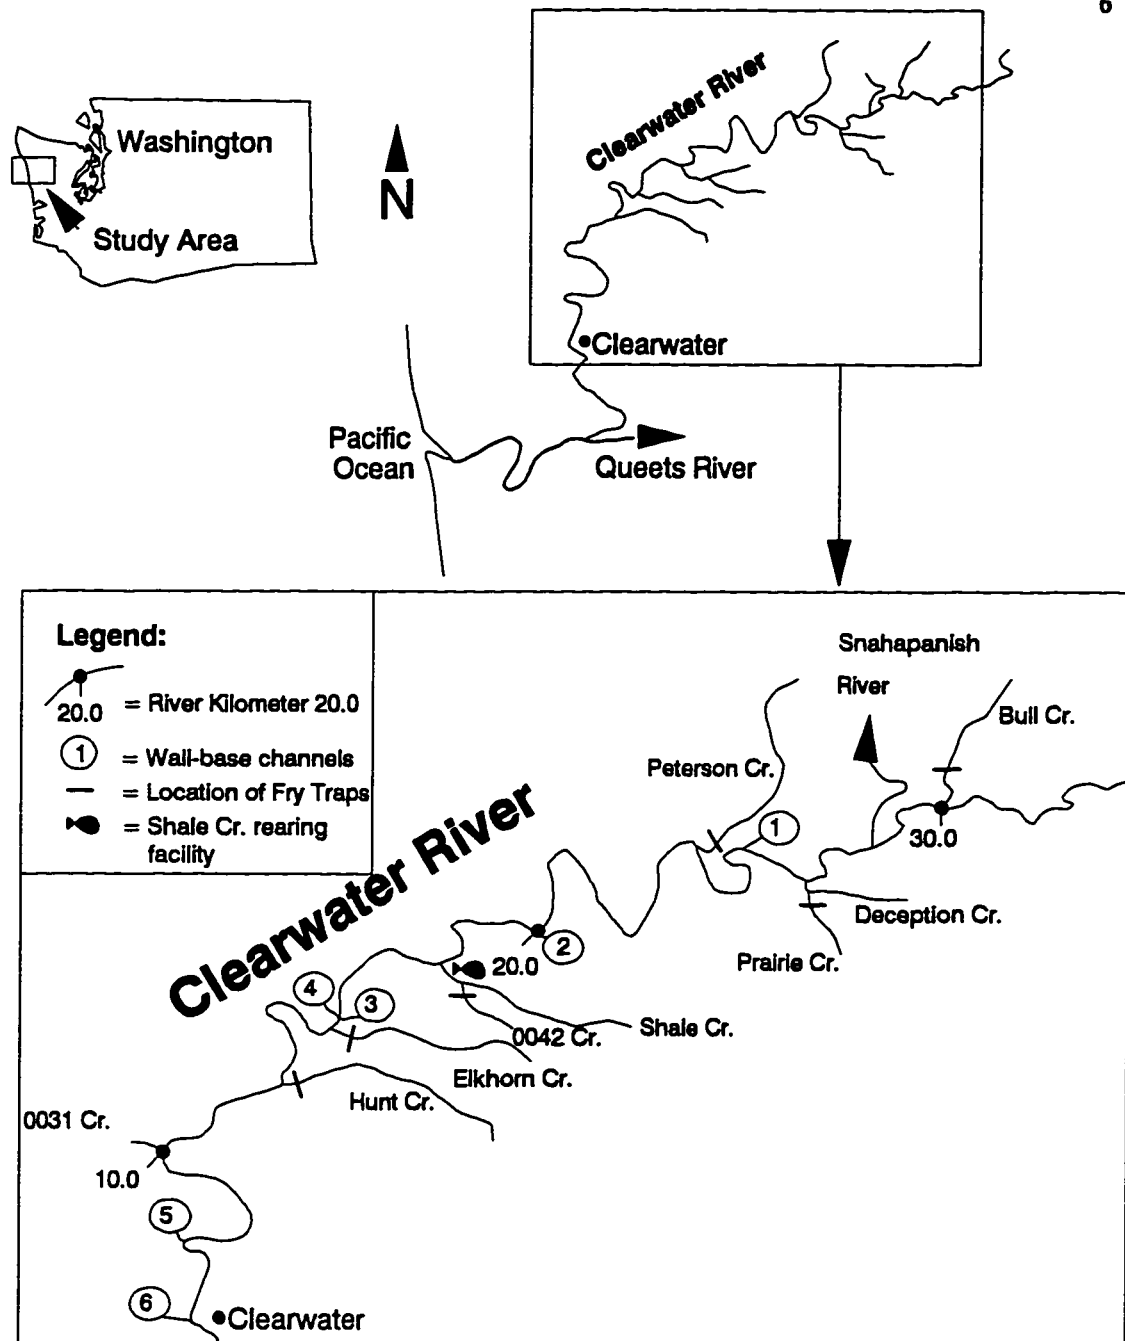 6
Clearwater River
Washington
N
Study Area
Clearwater
Pacific
Ocean
Queets River
Legend:
20.0
= River Kilometer 20.0
1
= Wall-base channels
= Location of Fry Traps
= Shale Cr. rearing
facility
Snahapanish
River
Bull Cr.
Peterson Cr.
1
30.0
Clearwater River
Deception Cr.
2
20.0
Prairie Cr.
4
3
Shale Cr.
0042 Cr.
Elkhorn Cr.
Hunt Cr.
0031 Cr.
10.0
5
6
Clearwater